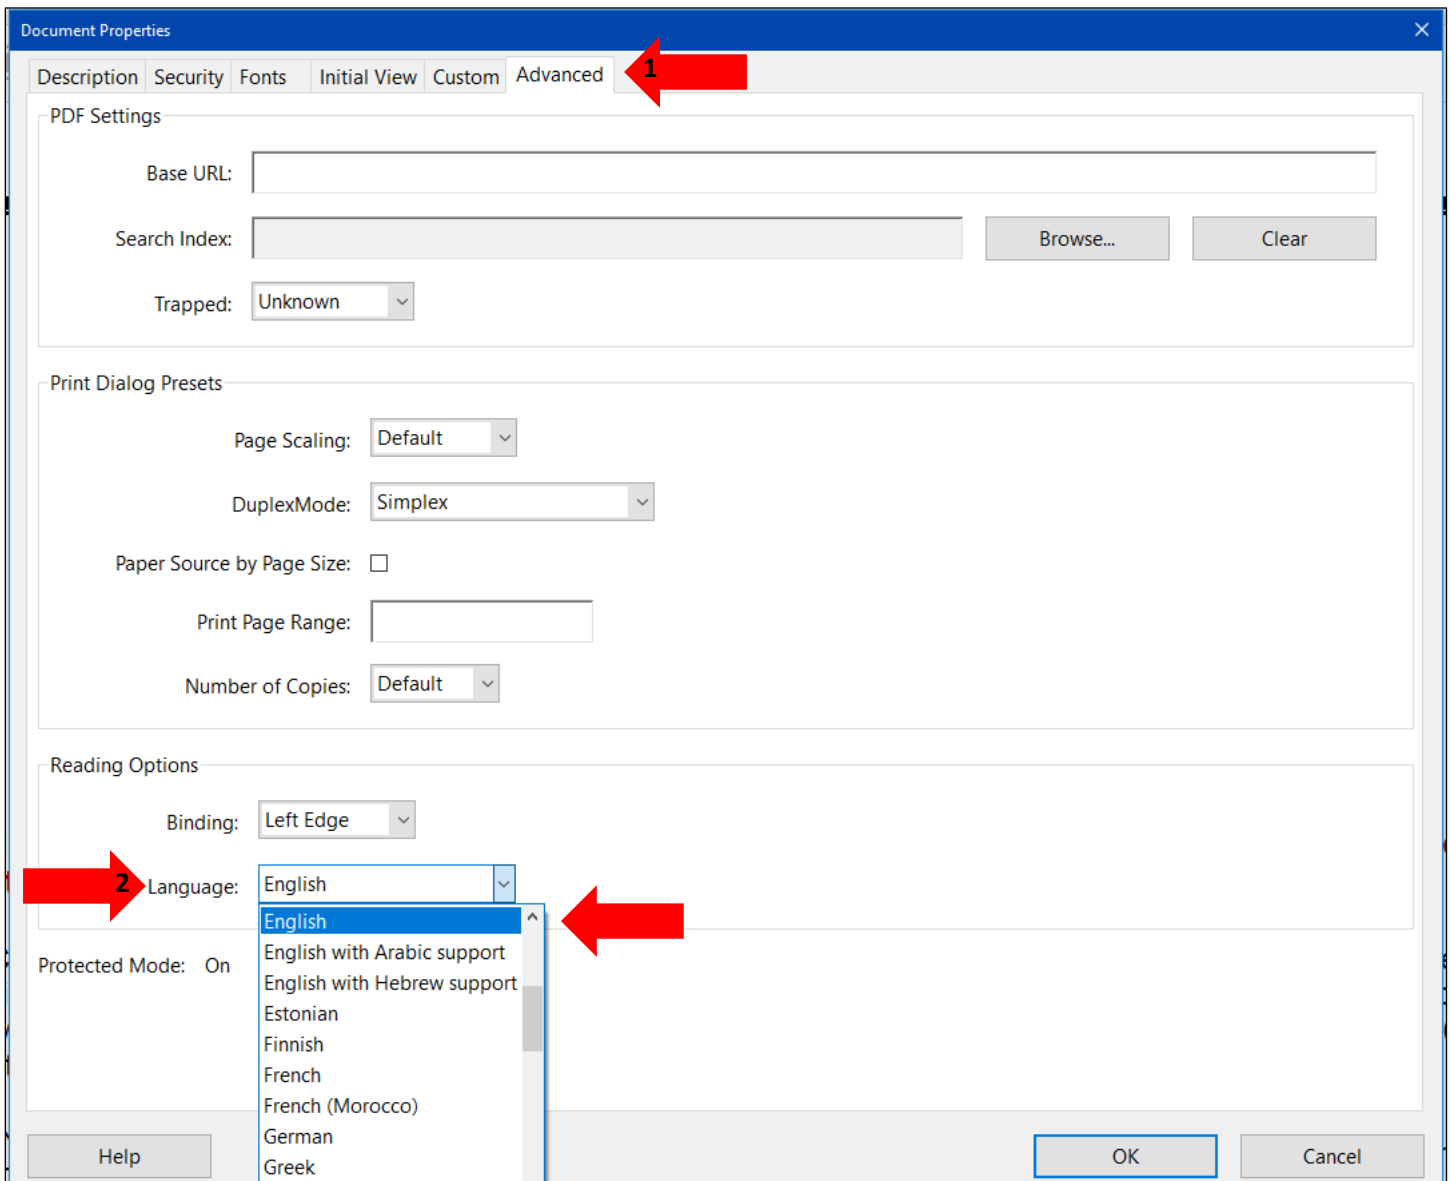 Document Properties
Description Security Fonts Initial View Custom Advanced 1
PDF Settings
Base URL:
Search Index: Browse... Clear
Trapped: Unknown
Print Dialog Presets
Page Scaling: Default
DuplexMode: Simplex
Paper Source by Page Size:
Print Page Range:
Number of Copies: Default
Reading Options
Binding: Left Edge
2 Language: English
English
English with Arabic support
English with Hebrew support
Protected Mode: On
Estonian
Finnish
French
French (Morocco)
German
Greek
Help OK Cancel